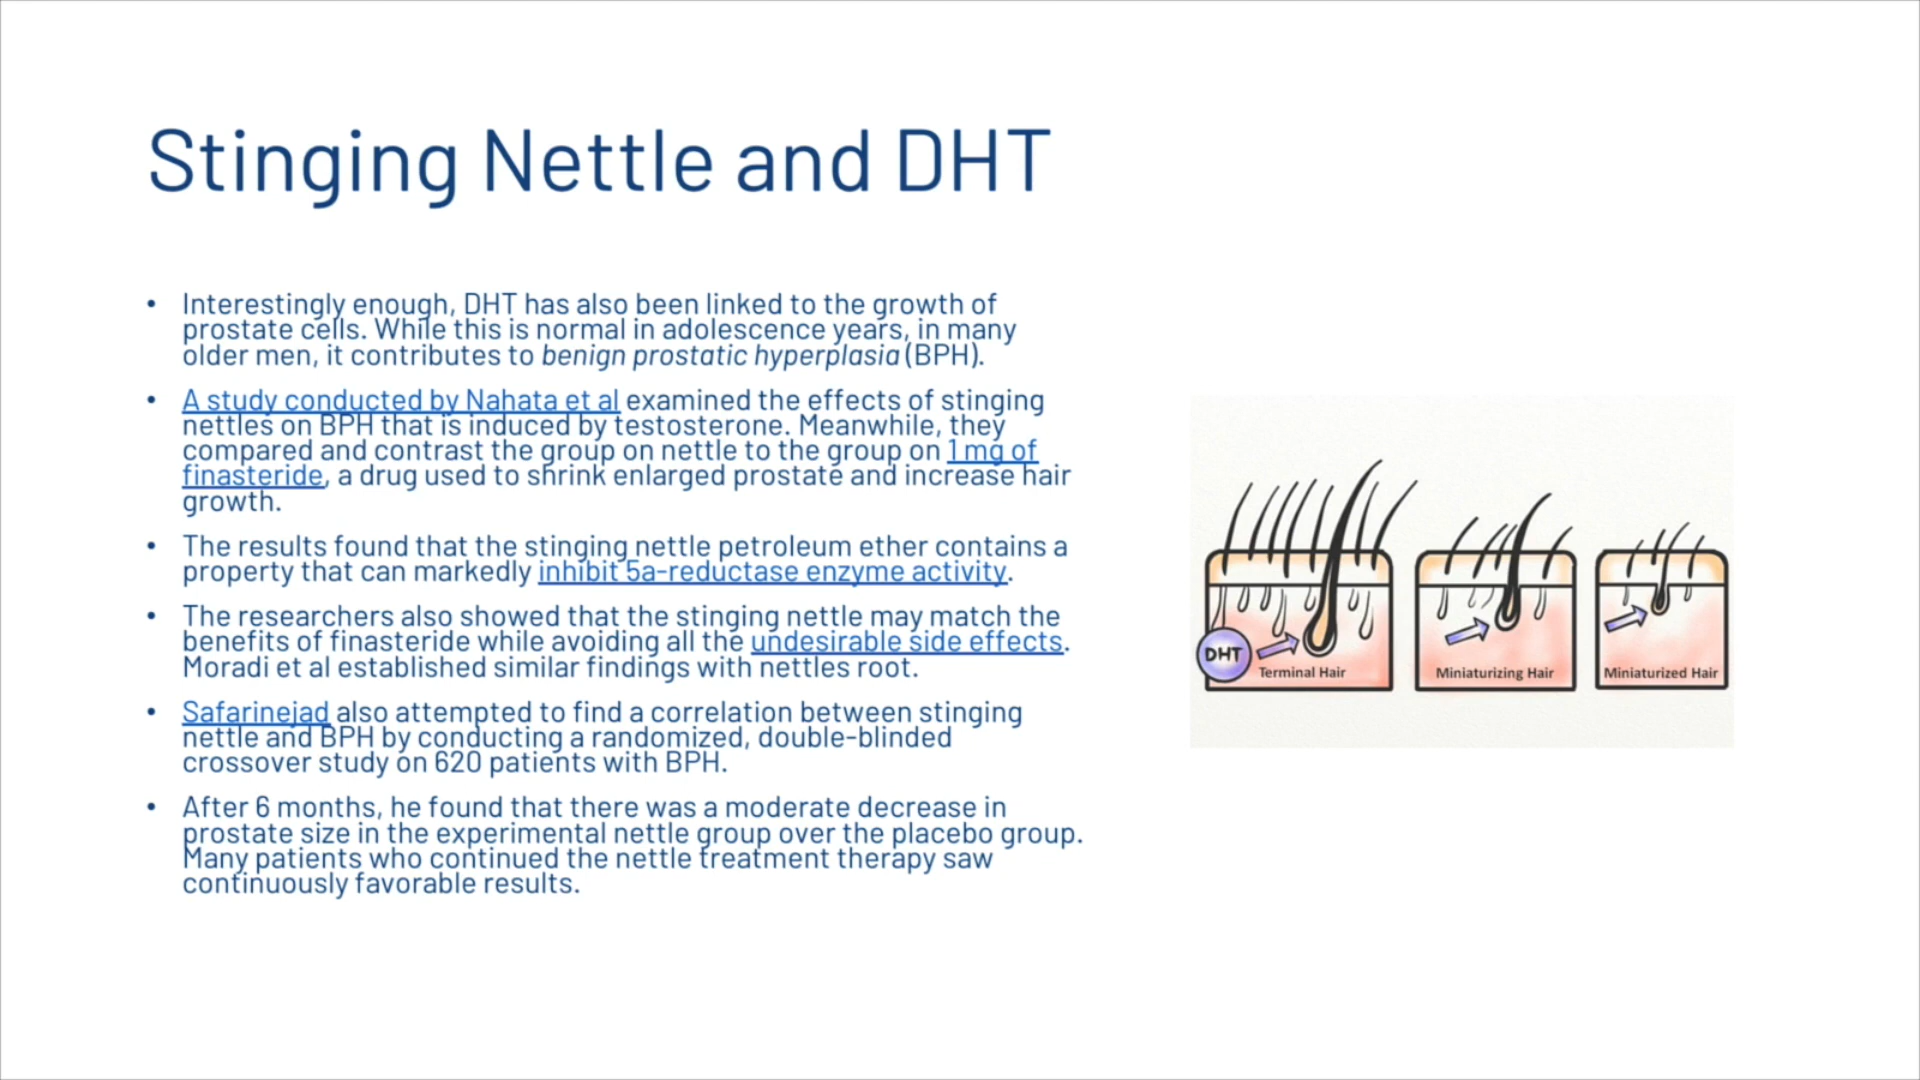 Stinging Nettle and DHT
• Interestingly enough, DHT has also been linked to the growth of
prostate cells. While this is normal in adolescence years, in many
older men, it contributes to benign prostatic hyperplasia (BPH).
• A study conducted by Nahata et al examined the effects of stinging
nettles on BPH that is induced by testosterone. Meanwhile, they
compared and contrast the group on nettle to the group on 1 mg of
finasteride, a drug used to shrink enlarged prostate and increase hair
growth.
• The results found that the stinging nettle petroleum ether contains a
property that can markedly inhibit 5a-reductase enzyme activity.
• The researchers also showed that the stinging nettle may match the
benefits of finasteride while avoiding all the undesirable side effects.
Moradi et al established similar findings with nettles root.
• Safarinejad also attempted to find a correlation between stinging
nettle and BPH by conducting a randomized, double-blinded
crossover study on 620 patients with BPH.
• After 6 months, he found that there was a moderate decrease in
prostate size in the experimental nettle group over the placebo group.
Many patients who continued the nettle treatment therapy saw
continuously favorable results.
DHT
Terminal Hair
Miniaturizing Hair
Miniaturized Hair